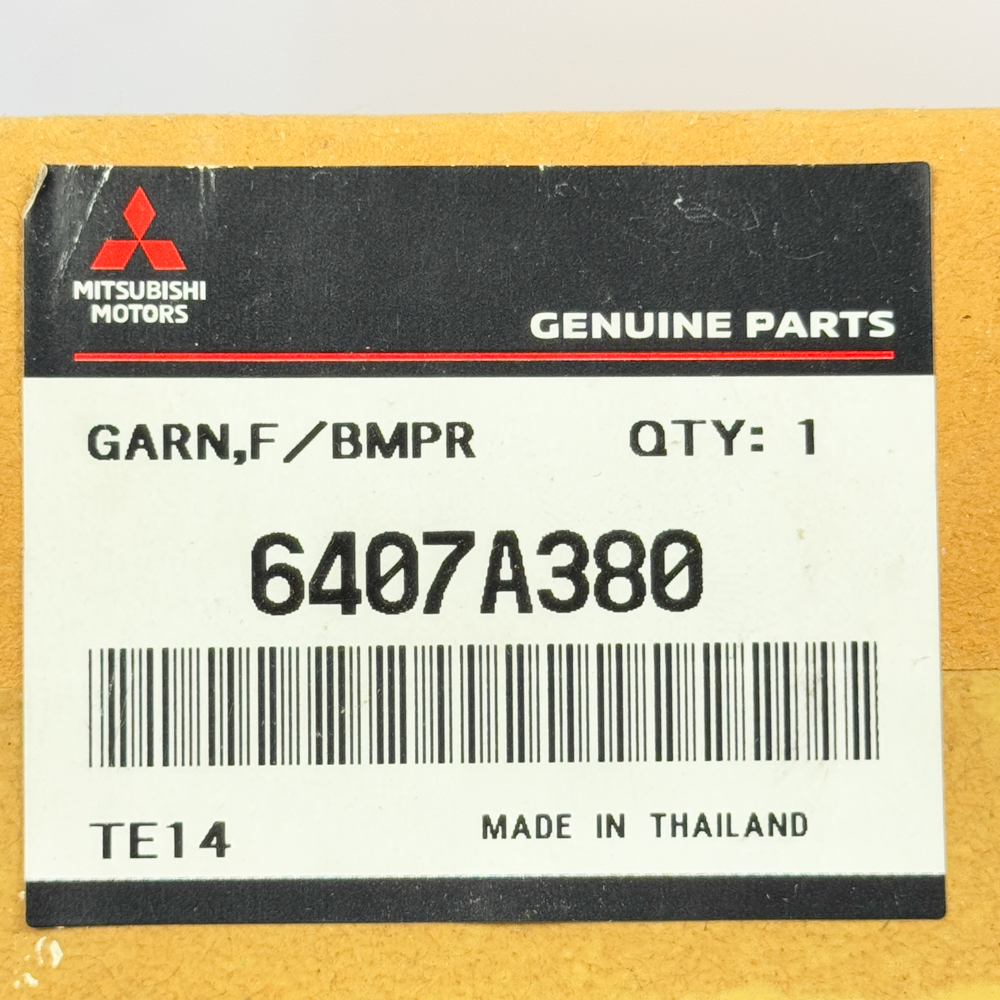 MITSUBISHI
MOTORS
GENUINE PARTS
GARN,F/BMPR QTY: 1
6407A380
TE14 MADE IN THAILAND